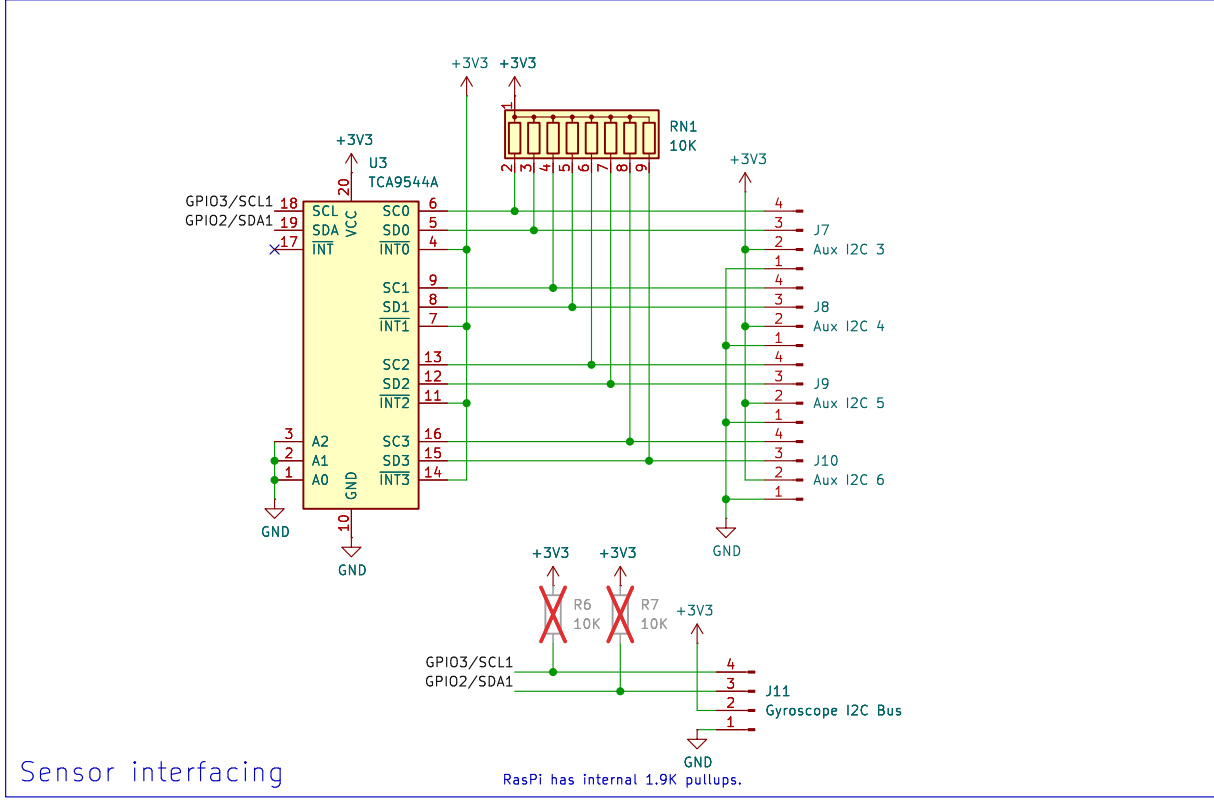 +3V3 +3V3
1
RN1
10K
2 3 4 5 6 7 8 9
+3V3
U3
TCA9544A
20
VCC
GPIO3/SCL1 18 SCL
GPIO2/SDA1 19 SDA
17 INT
SC0 6
SD0 5
INT0 4
SC1 9
SD1 8
INT1 7
SC2 13
SD2 12
INT2 11
3 A2
2 A1
1 A0
SC3 16
SD3 15
INT3 14
GND
10
GND
GND
+3V3
4
3 J7
2 Aux I2C 3
1
4
3 J8
2 Aux I2C 4
1
4
3 J9
2 Aux I2C 5
1
4
3 J10
2 Aux I2C 6
1
GND
+3V3 +3V3
R6
10K
R7
10K
+3V3
GPIO3/SCL1
GPIO2/SDA1
4
3 J11
2 Gyroscope I2C Bus
1
GND
Sensor interfacing
RasPi has internal 1.9K pullups.